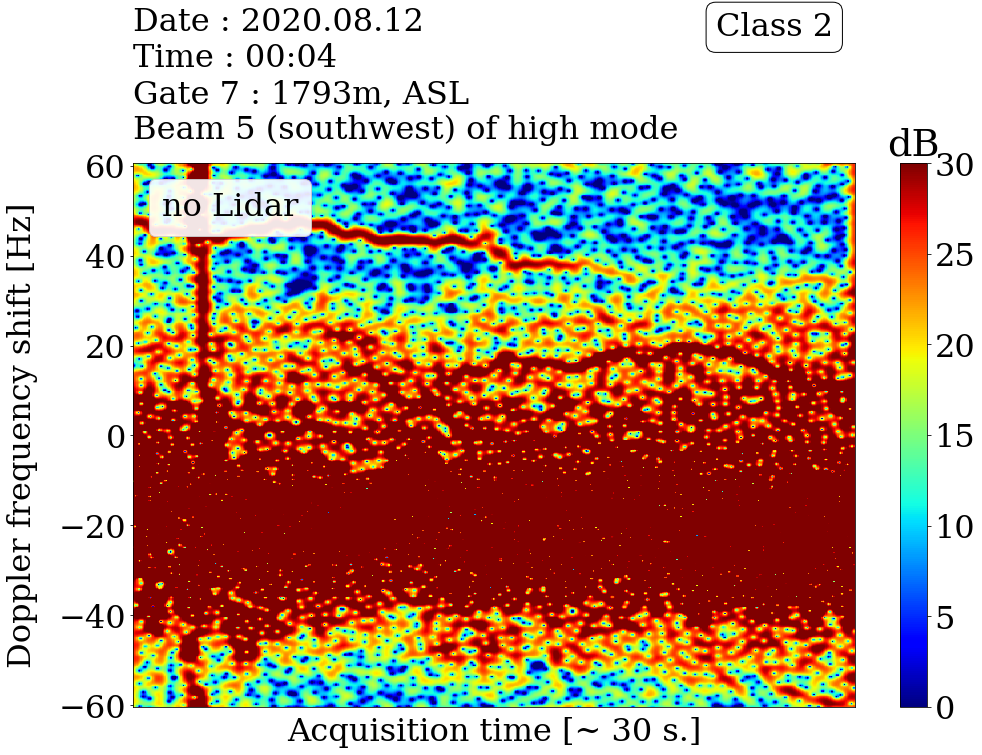 Date : 2020.08.12
Time : 00:04
Gate 7 : 1793m, ASL
Beam 5 (southwest) of high mode
Class 2
dB
no Lidar
Doppler frequency shift [Hz]
60
40
20
0
−20
−40
−60
Acquisition time [~ 30 s.]
30
25
20
15
10
5
0